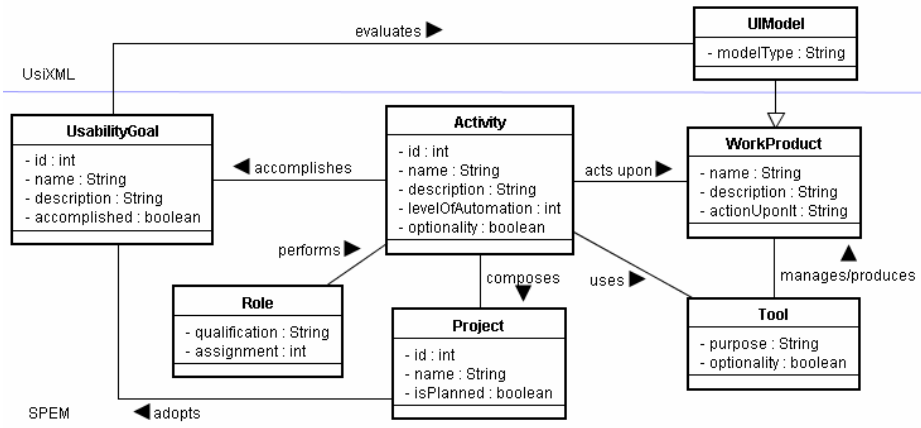 evaluates
UIModel
- modelType : String
UsiXML
UsabilityGoal
- id : int
- name : String
- description : String
- accomplished : boolean
accomplishes
Activity
- id : int
- name : String
- description : String
- levelOfAutomation : int
- optionality : boolean
acts upon
WorkProduct
- name : String
- description : String
- actionUponIt : String
performs
composes
uses
manages/produces
Role
- qualification : String
- assignment : int
Project
- id : int
- name : String
- isPlanned : boolean
Tool
- purpose : String
- optionality : boolean
SPEM
adopts